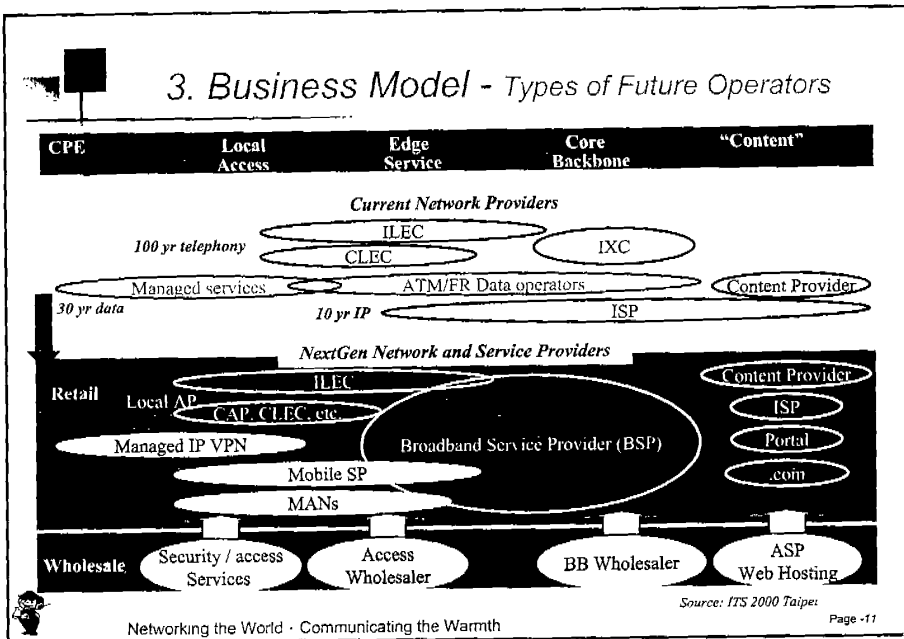 3. Business Model - Types of Future Operators
CPE Local Access Edge Service Core Backbone "Content"
Current Network Providers
100 yr telephony ILEC IXC
CLEC
Managed services ATM/FR Data operators Content Provider
30 yr data 10 yr IP ISP
NextGen Network and Service Providers
Retail ILEC Content Provider
Local AP CAP, CLEC, etc. ISP
Managed IP VPN Broadband Service Provider (BSP) Portal
Mobile SP .com
MANs
Wholesale Security / access Services Access Wholesaler BB Wholesaler ASP Web Hosting
Source: ITS 2000 Taipei
Networking the World · Communicating the Warmth Page -11